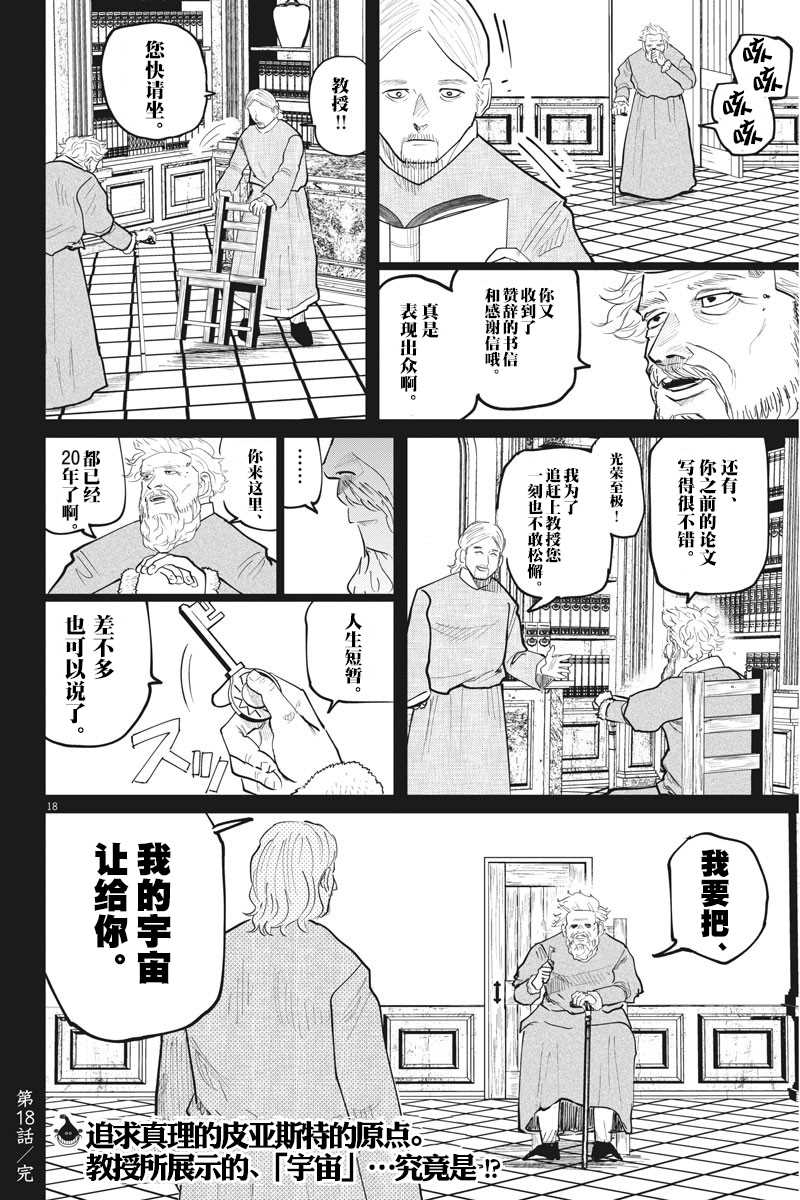 咳
咳
咳
咳
教授!!
您快请坐。
你又
收到了
赞辞的书信
和感谢信哦。
真是
表现出众啊。
还有、
你之前的论文
写得很不错。
光荣至极!
我为了
追赶上教授您
一刻也不敢松懈。
……
你来这里、
都已经
20年了啊。
人生短暂。
差不多
也可以说了。
ズッ
18
我要把、
我的宇宙
让给你。
追求真理的皮亚斯特的原点。
教授所展示的、「宇宙」…究竟是!?
第18話／完